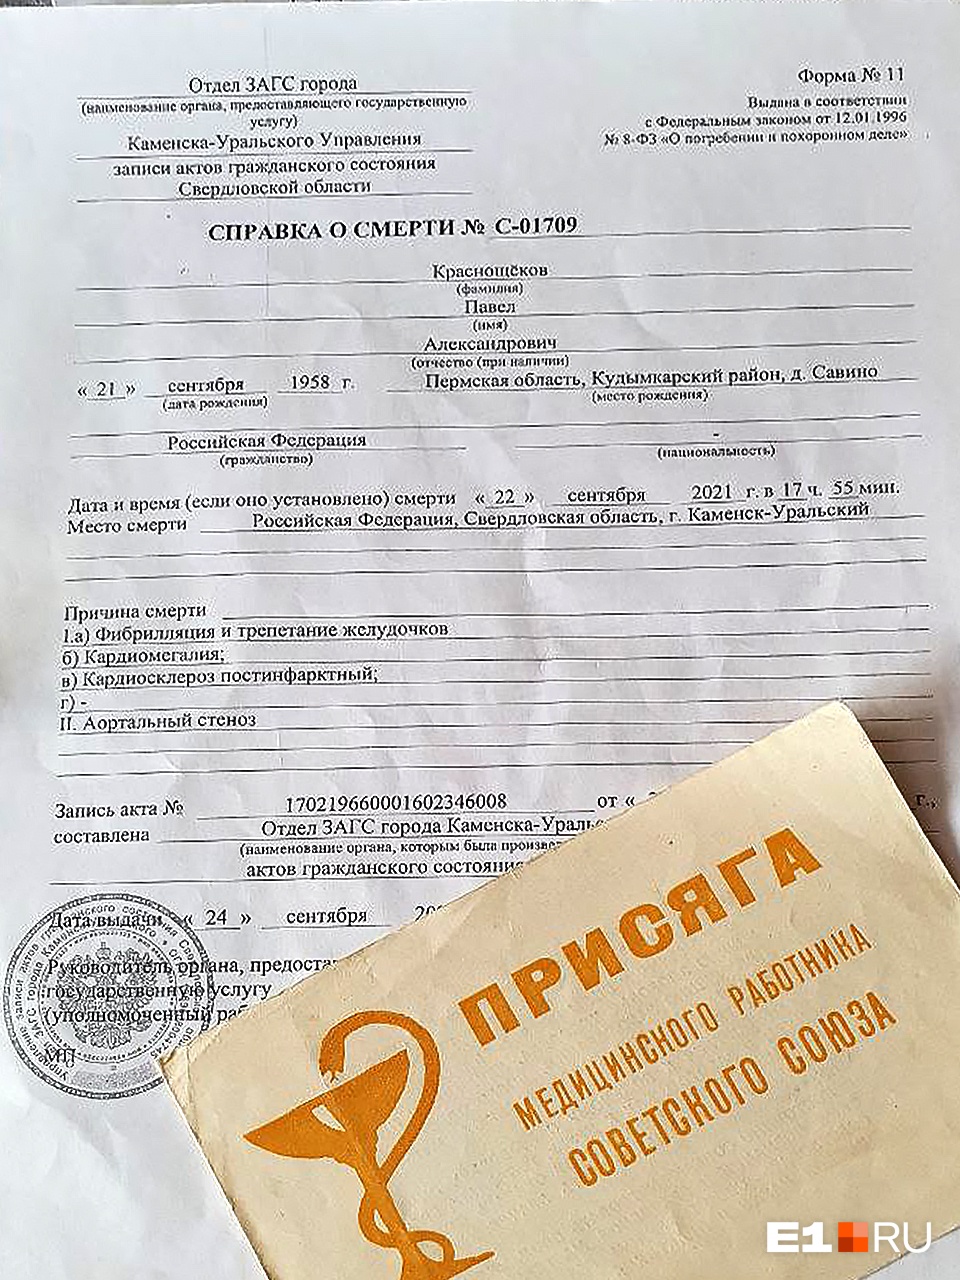 Отдел ЗАГС города
(наименование органа, предоставляющего государственную
услугу)
Каменска-Уральского Управления
записи актов гражданского состояния
Свердловской области
Форма № 11
Выдана в соответствии
с Федеральным законом от 12.01.1996
№ 8-ФЗ «О погребении и похоронном деле»
СПРАВКА О СМЕРТИ № С-01709
Краснощёков
(фамилия)
Павел
(имя)
Александрович
(отчество (при наличии)
« 21 » сентября 1958 г. Пермская область, Кудымкарский район, д. Савино
(дата рождения) (место рождения)
Российская Федерация -
(гражданство) (национальность)
Дата и время (если оно установлено) смерти « 22 » сентября 2021 г. в 17 ч. 55 мин.
Место смерти Российская Федерация, Свердловская область, г. Каменск-Уральский
Причина смерти
I.а) Фибрилляция и трепетание желудочков
б) Кардиомегалия;
в) Кардиосклероз постинфарктный;
г) -
II. Аортальный стеноз
Запись акта № 170219660001602346008 от « г.,
составлена Отдел ЗАГС города Каменска-Ураль
(наименование органа, которым была произве
актов гражданского состояни
Дата выдачи « 24 » сентября
Руководитель органа, предоста
государственную услугу
(уполномоченный раб
МП
ПРИСЯГА
МЕДИЦИНСКОГО РАБОТНИКА
СОВЕТСКОГО СОЮЗА
E1.RU